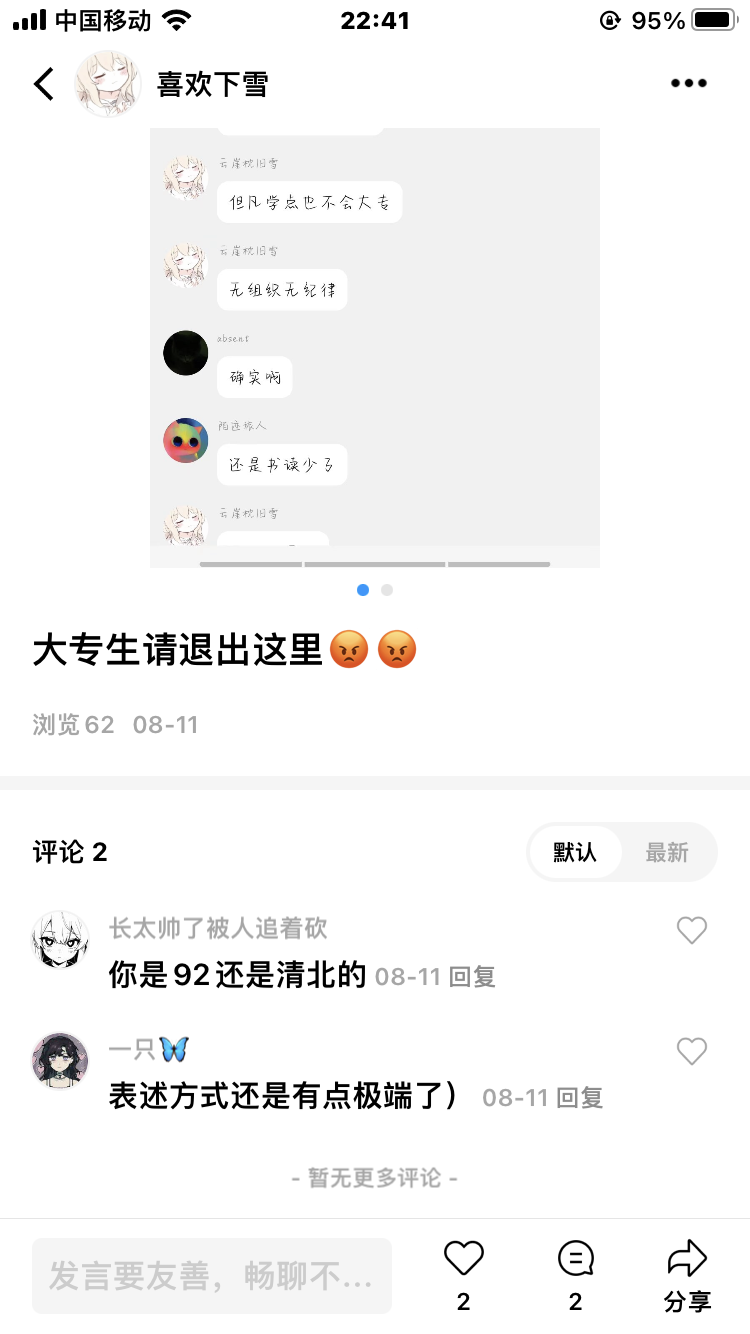 中国移动
22:41
95%
喜欢下雪
云崖枕旧雪
但凡学点也不会大专
云崖枕旧雪
无组织无纪律
absent
确实啊
陌造旅人
还是书读少了
云崖枕旧雪
大专生请退出这里😡😡
浏览62 08-11
评论 2
默认 最新
长太帅了被人追着砍
你是92还是清北的 08-11 回复
一只🦋
表述方式还是有点极端了） 08-11 回复
- 暂无更多评论 -
发言要友善，畅聊不...
2
2
分享